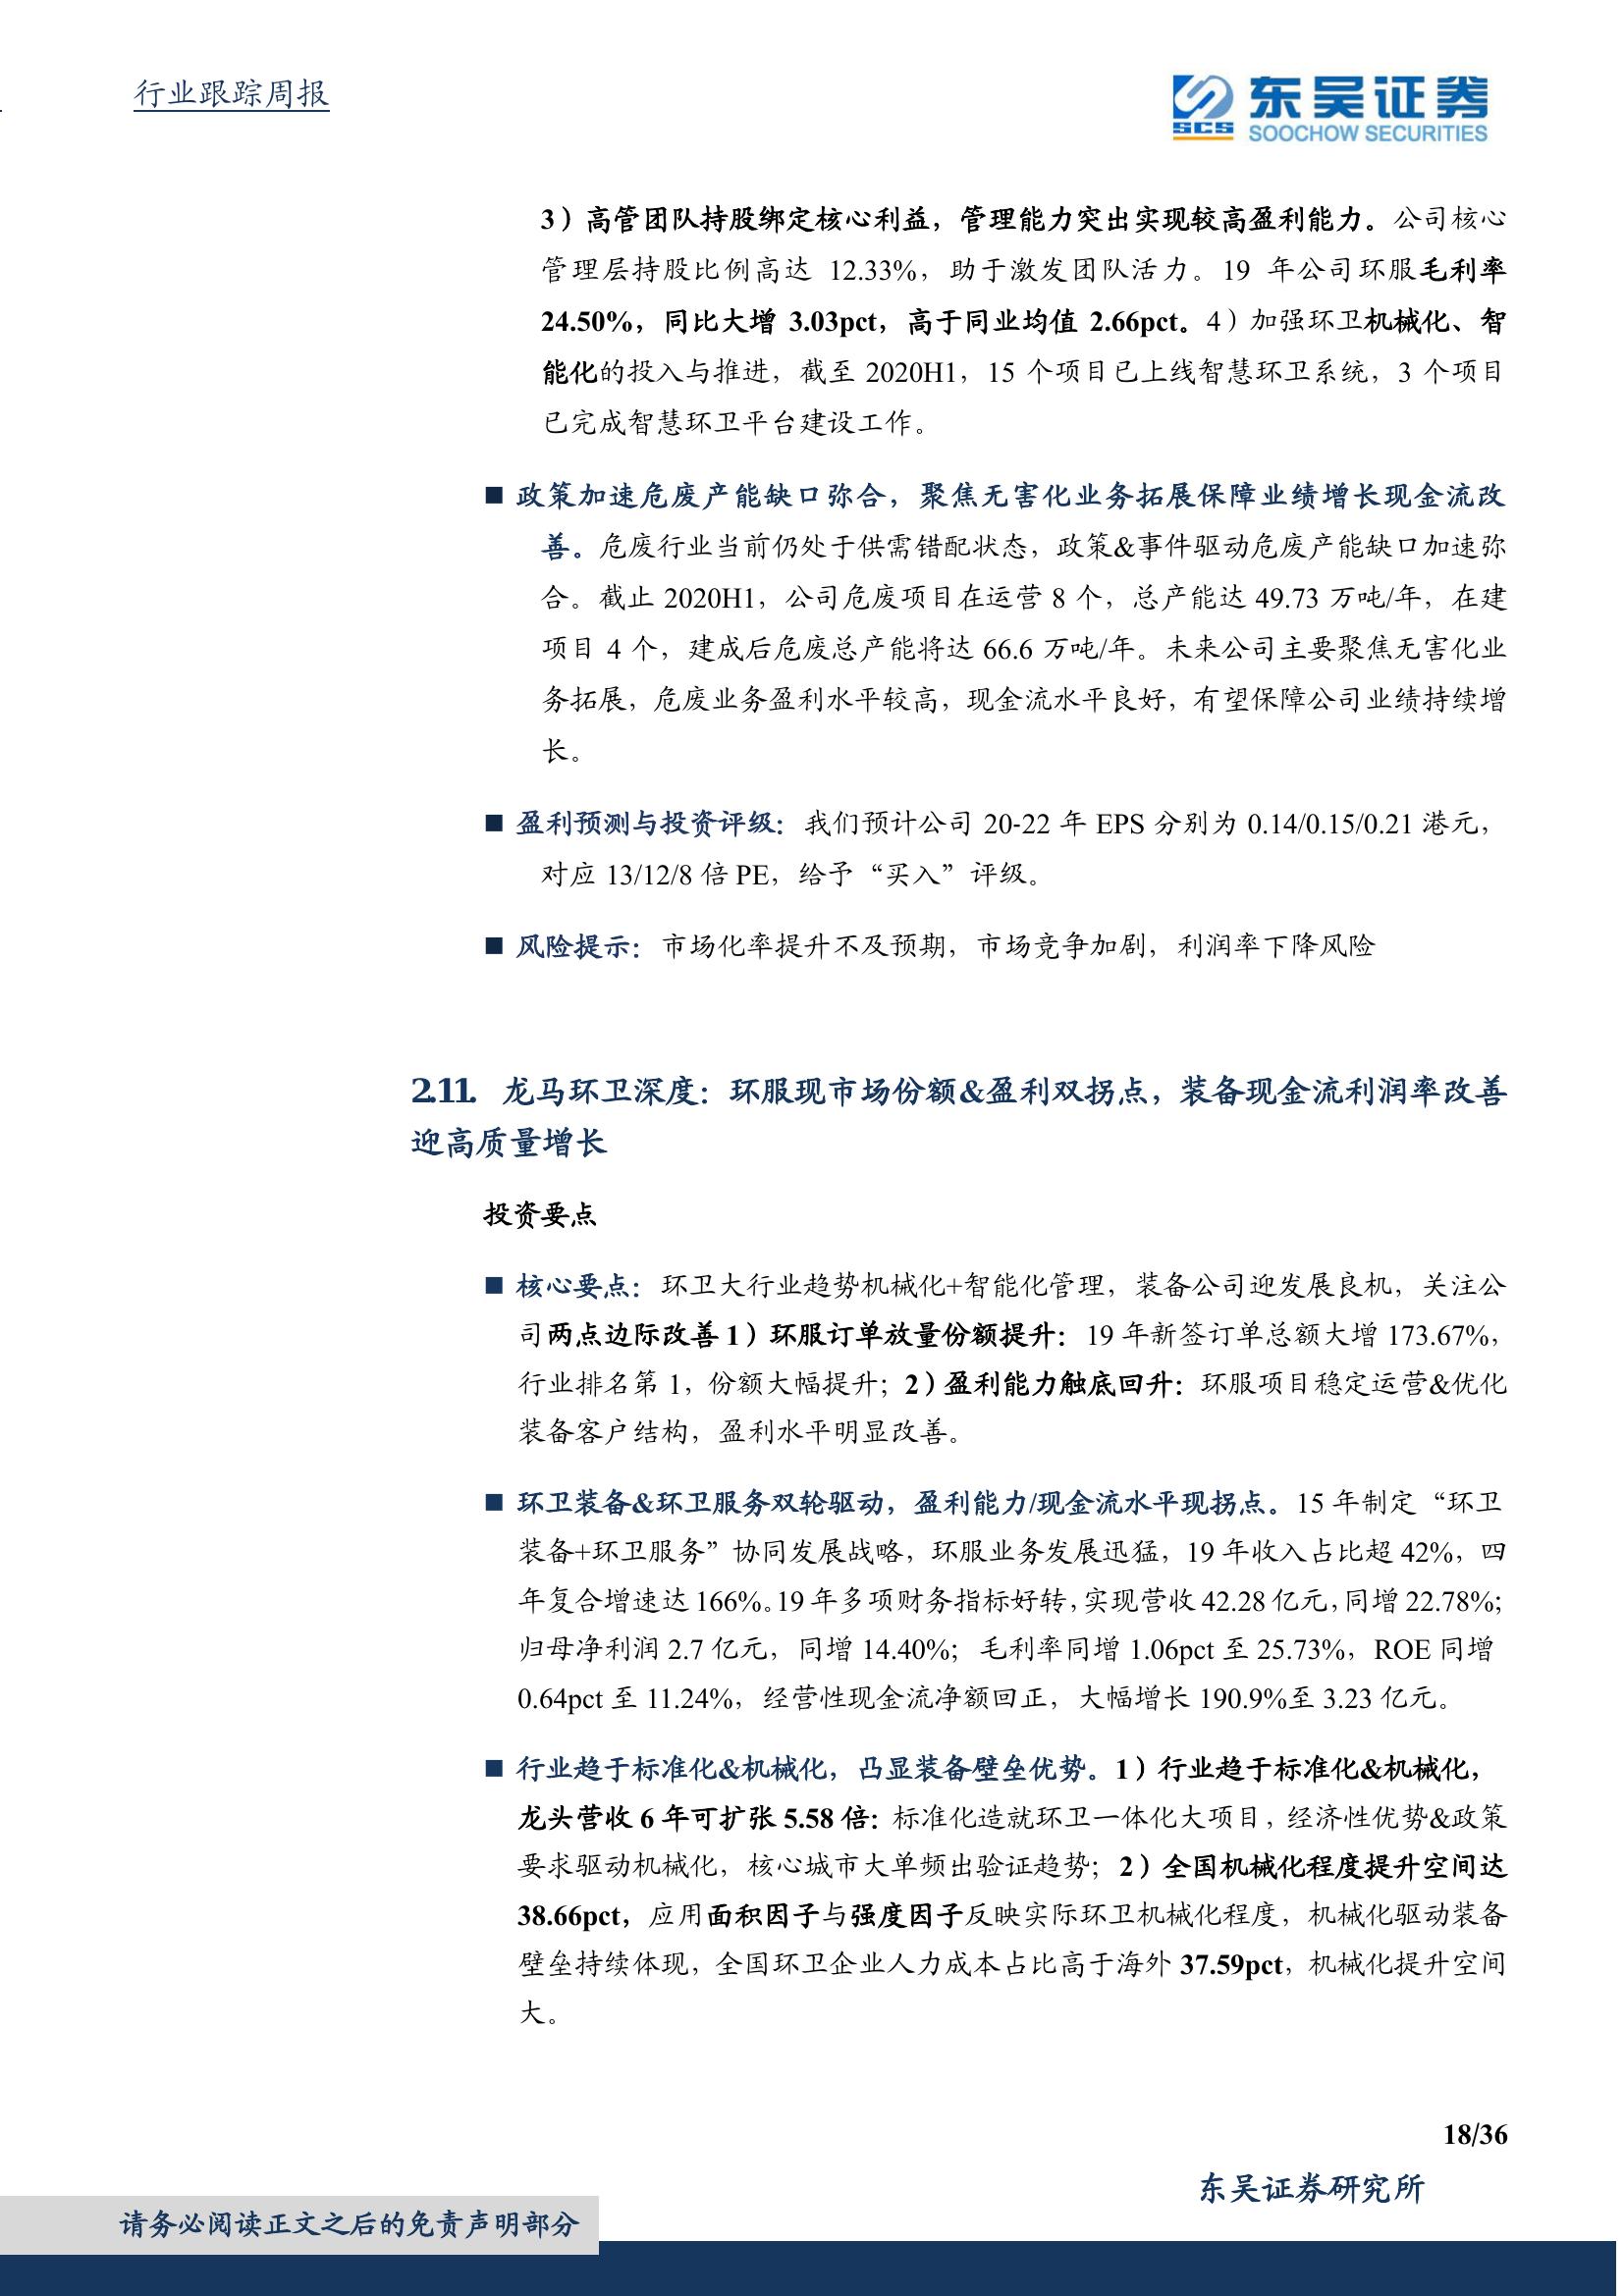 行业跟踪周报
SCS
东吴证券
SOOCHOW SECURITIES
3）高管团队持股绑定核心利益，管理能力突出实现较高盈利能力。公司核心
管理层持股比例高达 12.33%，助于激发团队活力。19 年公司环服毛利率
24.50%，同比大增 3.03pct，高于同业均值 2.66pct。4）加强环卫机械化、智
能化的投入与推进，截至 2020H1，15 个项目已上线智慧环卫系统，3 个项目
已完成智慧环卫平台建设工作。
■ 政策加速危废产能缺口弥合，聚焦无害化业务拓展保障业绩增长现金流改
善。危废行业当前仍处于供需错配状态，政策&事件驱动危废产能缺口加速弥
合。截止 2020H1，公司危废项目在运营 8 个，总产能达 49.73 万吨/年，在建
项目 4 个，建成后危废总产能将达 66.6 万吨/年。未来公司主要聚焦无害化业
务拓展，危废业务盈利水平较高，现金流水平良好，有望保障公司业绩持续增
长。
■ 盈利预测与投资评级：我们预计公司 20-22 年 EPS 分别为 0.14/0.15/0.21 港元，
对应 13/12/8 倍 PE，给予“买入”评级。
■ 风险提示：市场化率提升不及预期，市场竞争加剧，利润率下降风险
2.11. 龙马环卫深度：环服现市场份额&盈利双拐点，装备现金流利润率改善
迎高质量增长
投资要点
■ 核心要点：环卫大行业趋势机械化+智能化管理，装备公司迎发展良机，关注公
司两点边际改善 1）环服订单放量份额提升：19 年新签订单总额大增 173.67%，
行业排名第 1，份额大幅提升；2）盈利能力触底回升：环服项目稳定运营&优化
装备客户结构，盈利水平明显改善。
■ 环卫装备&环卫服务双轮驱动，盈利能力/现金流水平现拐点。15 年制定“环卫
装备+环卫服务”协同发展战略，环服业务发展迅猛，19 年收入占比超 42%，四
年复合增速达 166%。19 年多项财务指标好转，实现营收 42.28 亿元，同增 22.78%；
归母净利润 2.7 亿元，同增 14.40%；毛利率同增 1.06pct 至 25.73%，ROE 同增
0.64pct 至 11.24%，经营性现金流净额回正，大幅增长 190.9%至 3.23 亿元。
■ 行业趋于标准化&机械化，凸显装备壁垒优势。1）行业趋于标准化&机械化，
龙头营收 6 年可扩张 5.58 倍：标准化造就环卫一体化大项目，经济性优势&政策
要求驱动机械化，核心城市大单频出验证趋势；2）全国机械化程度提升空间达
38.66pct，应用面积因子与强度因子反映实际环卫机械化程度，机械化驱动装备
壁垒持续体现，全国环卫企业人力成本占比高于海外 37.59pct，机械化提升空间
大。
18/36
东吴证券研究所
请务必阅读正文之后的免责声明部分